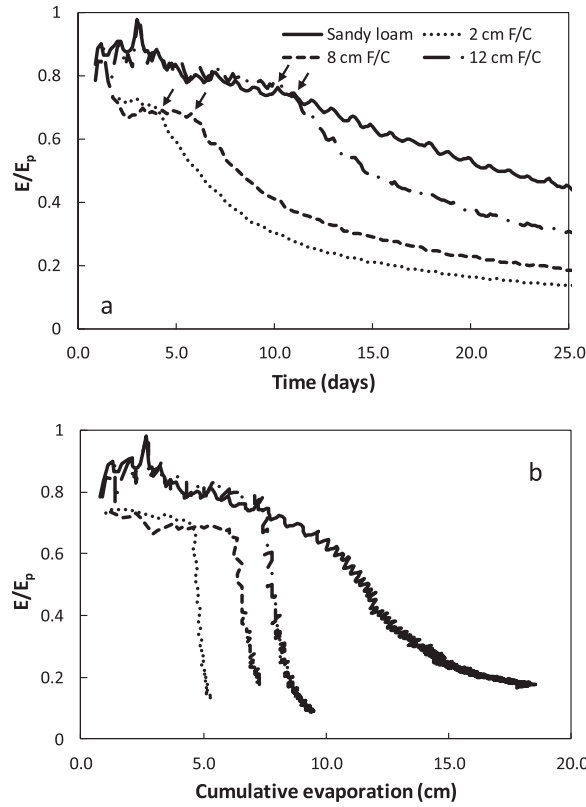 1
0.8
0.6
0.4
0.2
0
E/Ep
Sandy loam
2 cm F/C
8 cm F/C
12 cm F/C
a
0.0 5.0 10.0 15.0 20.0 25.0
Time (days)
1
0.8
0.6
0.4
0.2
0
E/Ep
b
0.0 5.0 10.0 15.0 20.0
Cumulative evaporation (cm)